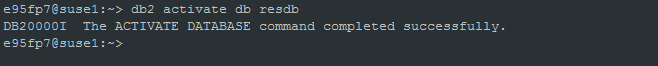 e95fp7@suse1:~> db2 activate db resdb
DB20000I  The ACTIVATE DATABASE command completed successfully.
e95fp7@suse1:~>